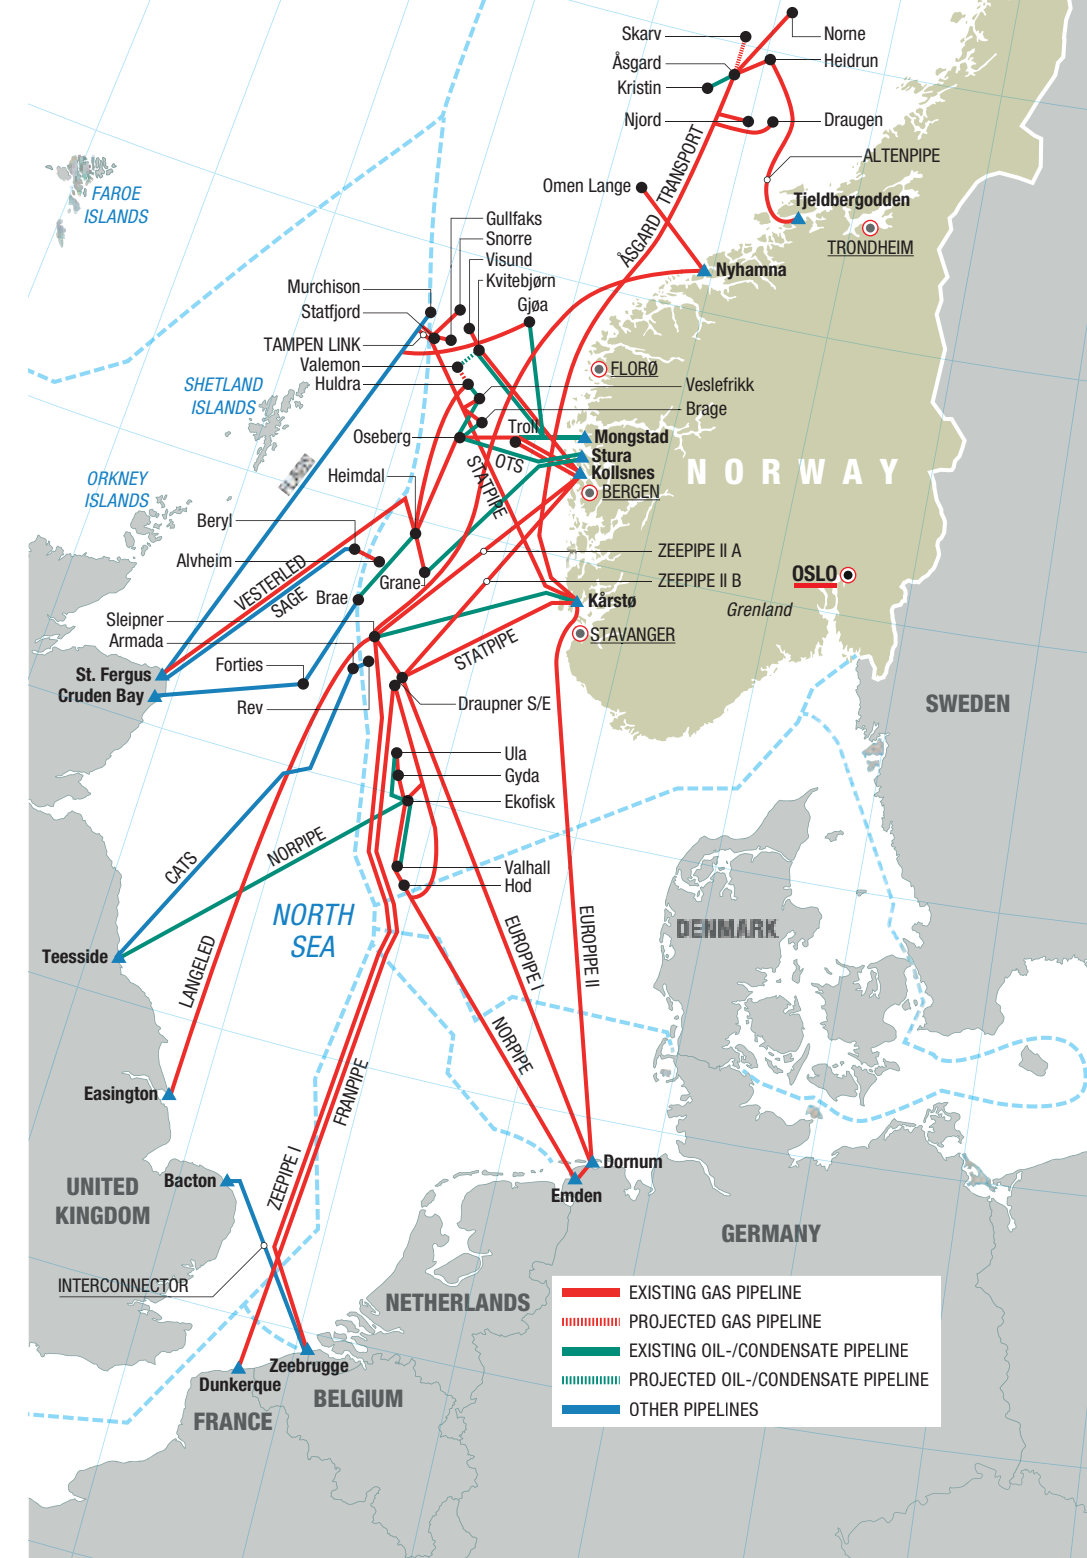 Skarv
Norne
Åsgard
Heidrun
Kristin
Njord
Draugen
ALTENPIPE
Omen Lange
ÅSGARD TRANSPORT
Tjeldbergodden
TRONDHEIM
FAROE
ISLANDS
Nyhamna
Gullfaks
Snorre
Visund
Kvitebjørn
Gjøa
Murchison
Statfjord
TAMPEN LINK
Valemon
Huldra
FLORØ
SHETLAND
ISLANDS
Veslefrikk
Brage
Oseberg
Troll
Mongstad
Stura
Kollsnes
OTS
STATPIPE
BERGEN
NORWAY
FLAGS
Heimdal
ORKNEY
ISLANDS
Beryl
Alvheim
VESTERLED
SAGE
Grane
Brae
ZEEPIPE II A
ZEEPIPE II B
OSLO
Grenland
Kårstø
STAVANGER
Sleipner
Armada
Forties
Rev
STATPIPE
St. Fergus
Cruden Bay
Draupner S/E
SWEDEN
Ula
Gyda
Ekofisk
NORPIPE
CATS
Valhall
Hod
NORTH
SEA
EUROPIPE I
EUROPIPE II
DENMARK
Teesside
LANGELED
NORPIPE
FRANPIPE
Easington
ZEEPIPE I
Dornum
Emden
Bacton
UNITED
KINGDOM
GERMANY
INTERCONNECTOR
NETHERLANDS
Zeebrugge
Dunkerque
BELGIUM
FRANCE
EXISTING GAS PIPELINE
PROJECTED GAS PIPELINE
EXISTING OIL-/CONDENSATE PIPELINE
PROJECTED OIL-/CONDENSATE PIPELINE
OTHER PIPELINES